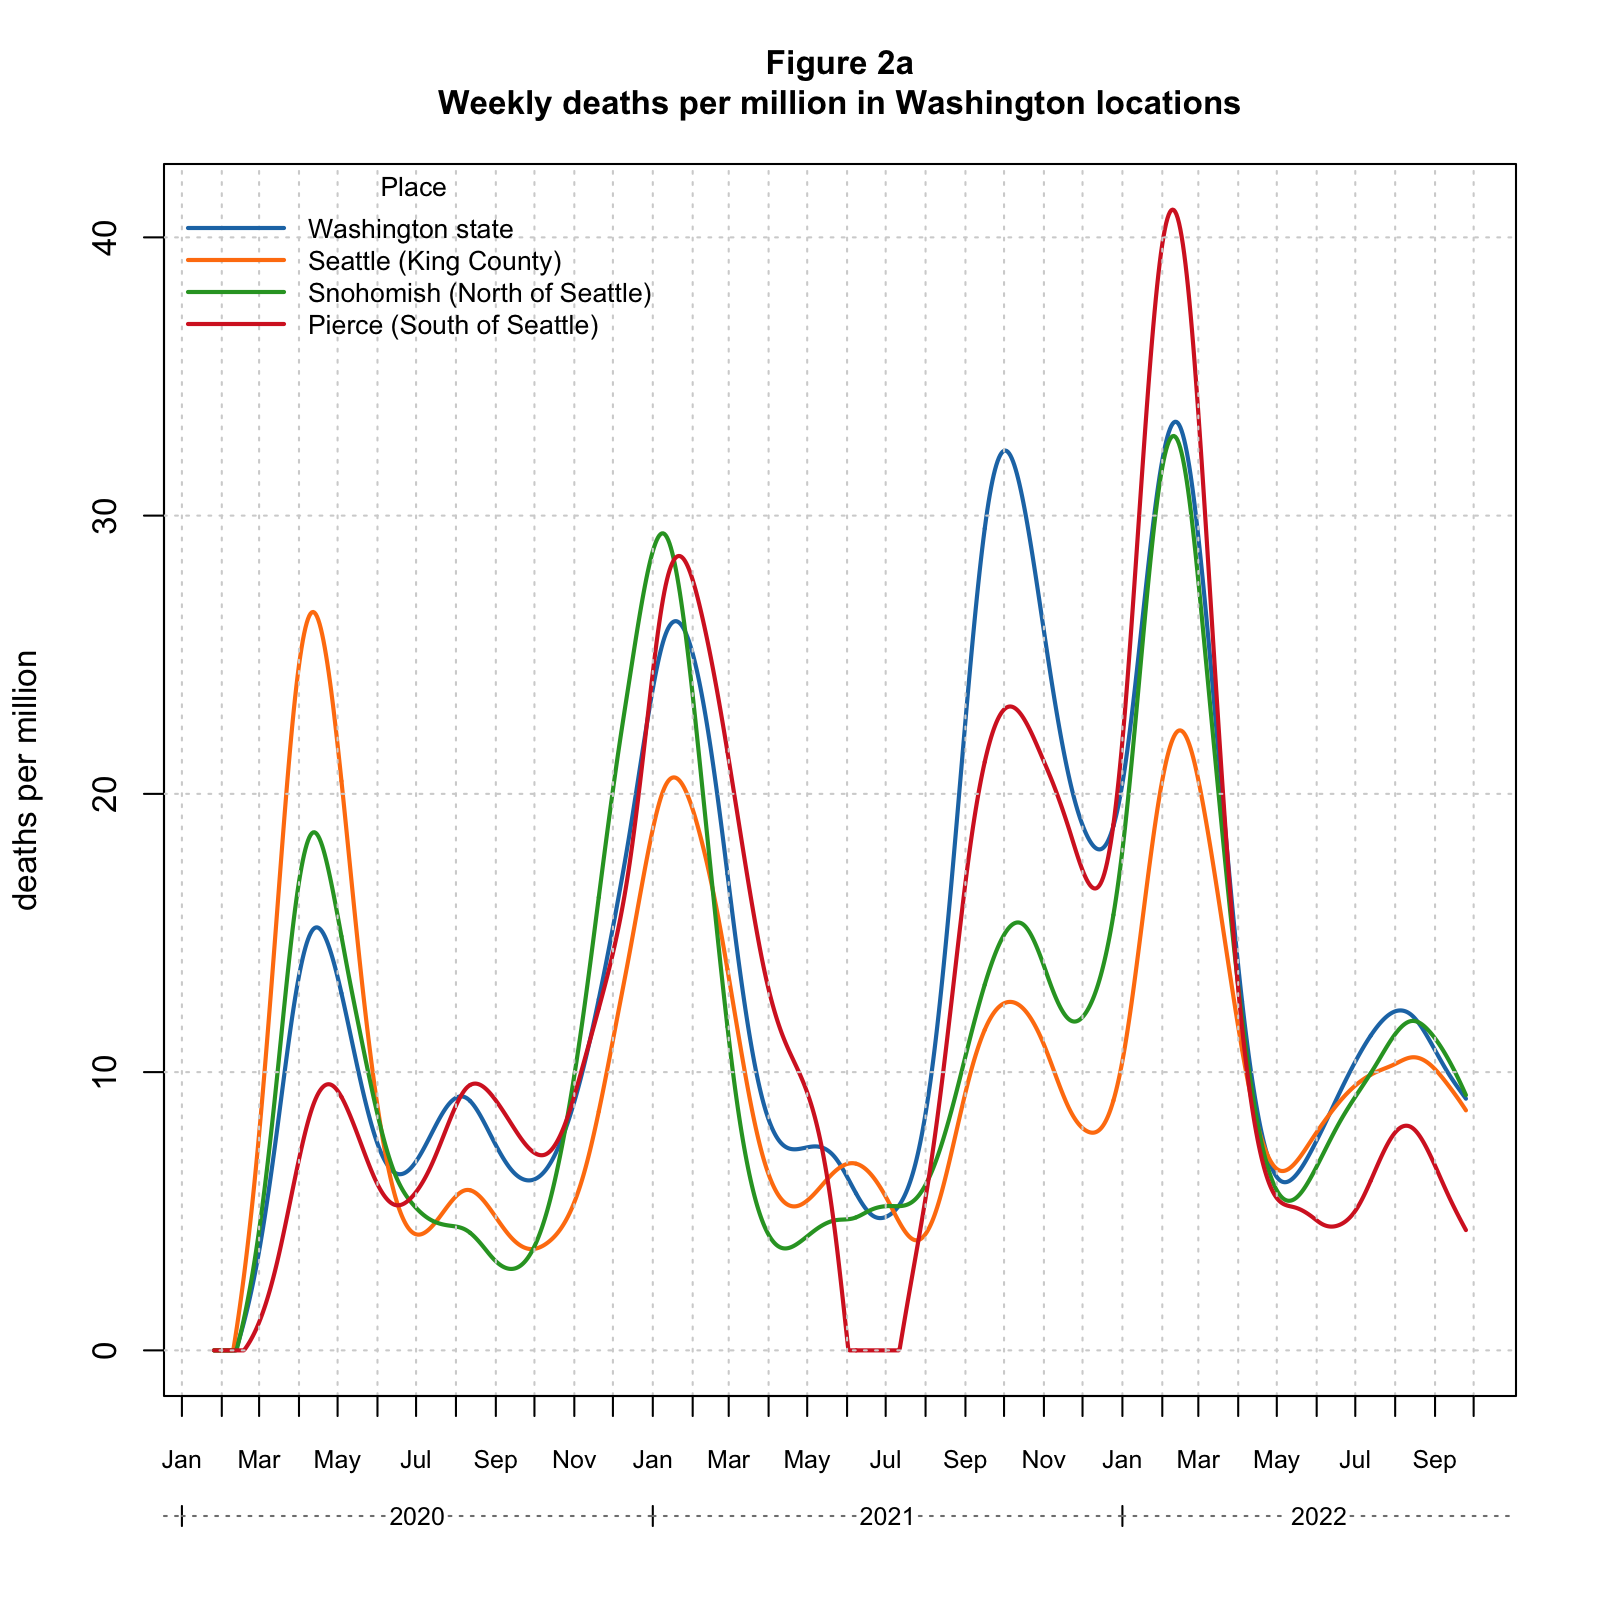 Figure 2a
Weekly deaths per million in Washington locations
Place
Washington state
Seattle (King County)
Snohomish (North of Seattle)
Pierce (South of Seattle)
deaths per million
40
30
20
10
0
Jan Mar May Jul Sep Nov Jan Mar May Jul Sep Nov Jan Mar May Jul Sep
2020 2021 2022